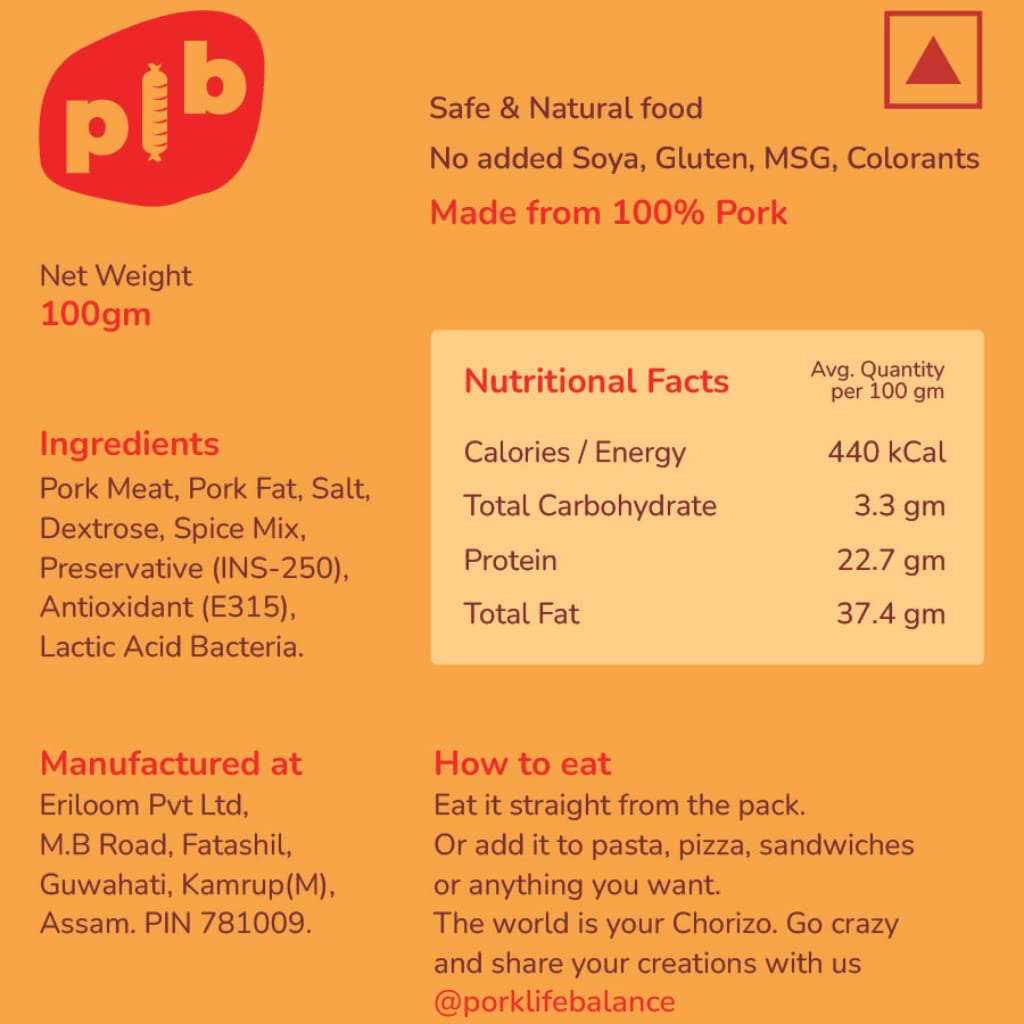 plb
Safe & Natural food
No added Soya, Gluten, MSG, Colorants
Made from 100% Pork
Net Weight
100gm
Ingredients
Pork Meat, Pork Fat, Salt,
Dextrose, Spice Mix,
Preservative (INS-250),
Antioxidant (E315),
Lactic Acid Bacteria.
Nutritional Facts
Avg. Quantity
per 100 gm
Calories / Energy 440 kCal
Total Carbohydrate 3.3 gm
Protein 22.7 gm
Total Fat 37.4 gm
Manufactured at
Eriloom Pvt Ltd,
M.B Road, Fatashil,
Guwahati, Kamrup(M),
Assam. PIN 781009.
How to eat
Eat it straight from the pack.
Or add it to pasta, pizza, sandwiches
or anything you want.
The world is your Chorizo. Go crazy
and share your creations with us
@porklifebalance